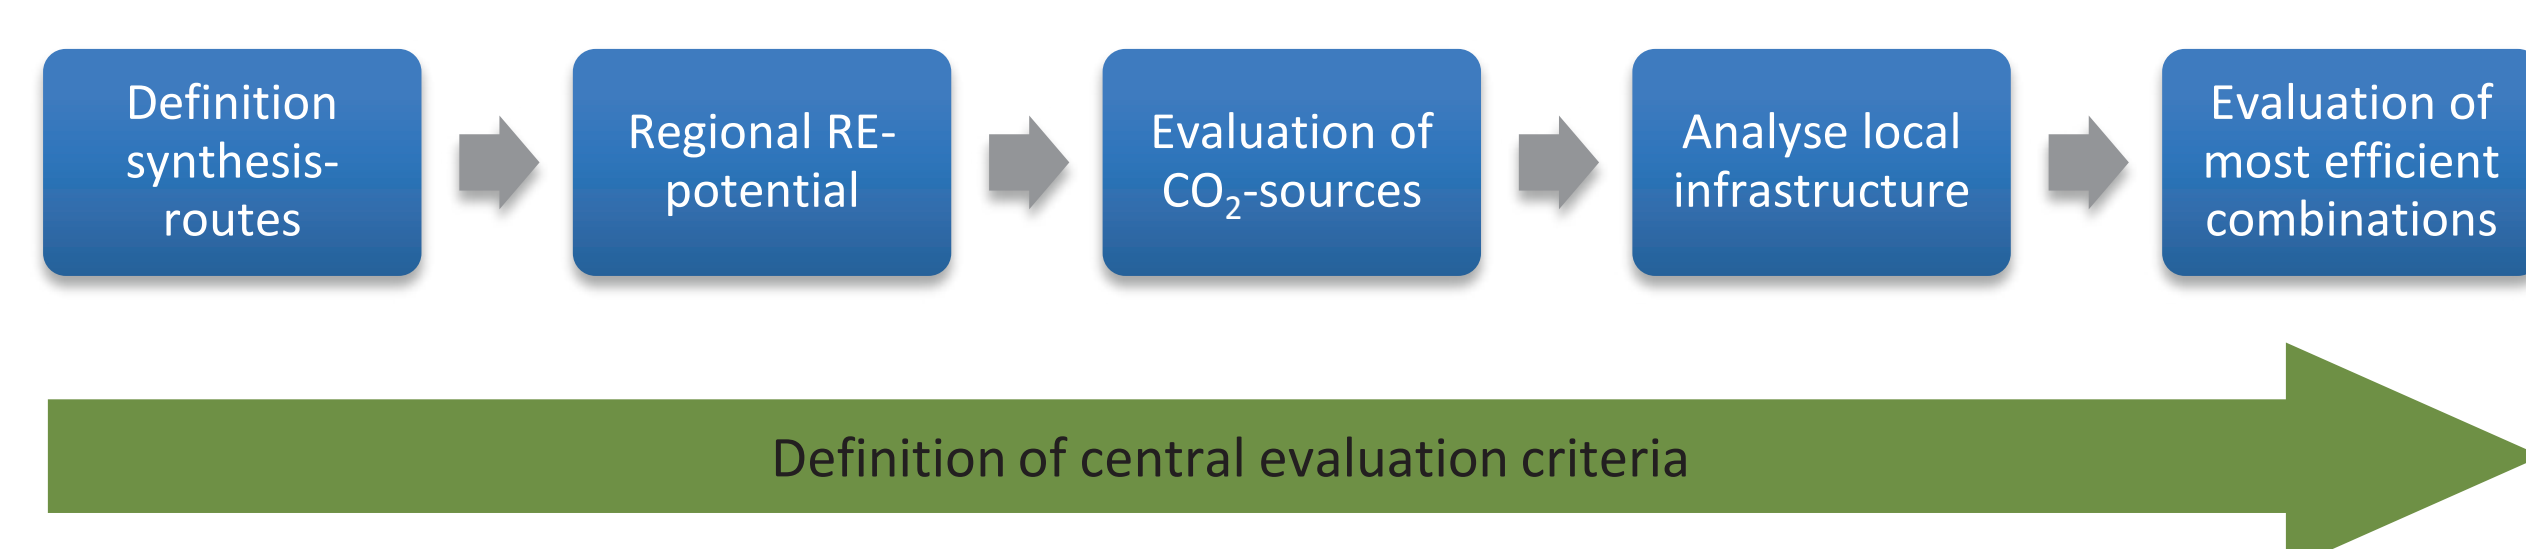 Definition
synthesis-
routes
Regional RE-
potential
Evaluation of
CO₂-sources
Analyse local
infrastructure
Evaluation of
most efficient
combinations
Definition of central evaluation criteria